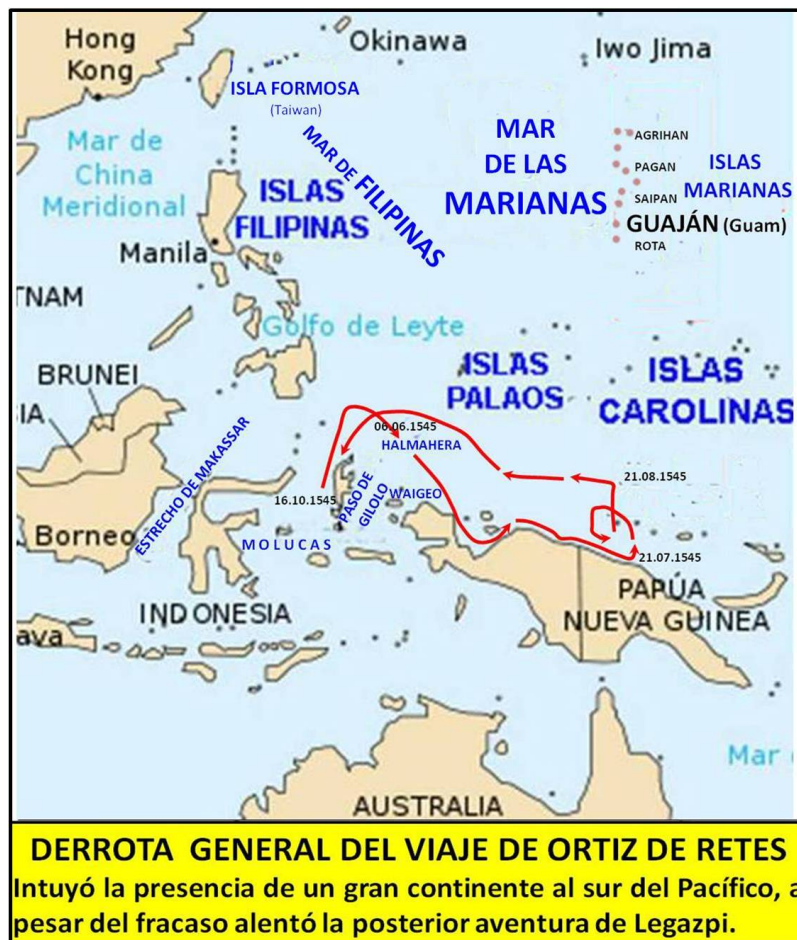 Hong
Kong
Okinawa
Iwo Jima
ISLA FORMOSA
(Taiwan)
Mar de
China
Meridional
MAR DE FILIPINAS
MAR
DE LAS
MARIANAS
AGRIHAN
PAGAN
SAIPAN
ISLAS
MARIANAS
GUAJÁN (Guam)
ROTA
ISLAS
FILIPINAS
Manila
TNAM
Golfo de Leyte
ISLAS
PALAOS
ISLAS
CAROLINAS
BRUNEI
IA
ESTRECHO DE MAKASSAR
06.06.1545
HALMAHERA
16.10.1545
PASO DE
GILOLO
WAIGEO
21.08.1545
21.07.1545
Borneo
MOLUCAS
INDONESIA
PAPÚA
NUEVA GUINEA
ava
Mar
AUSTRALIA
DERROTA GENERAL DEL VIAJE DE ORTIZ DE RETES
Intuyó la presencia de un gran continente al sur del Pacífico, a
pesar del fracaso alentó la posterior aventura de Legazpi.